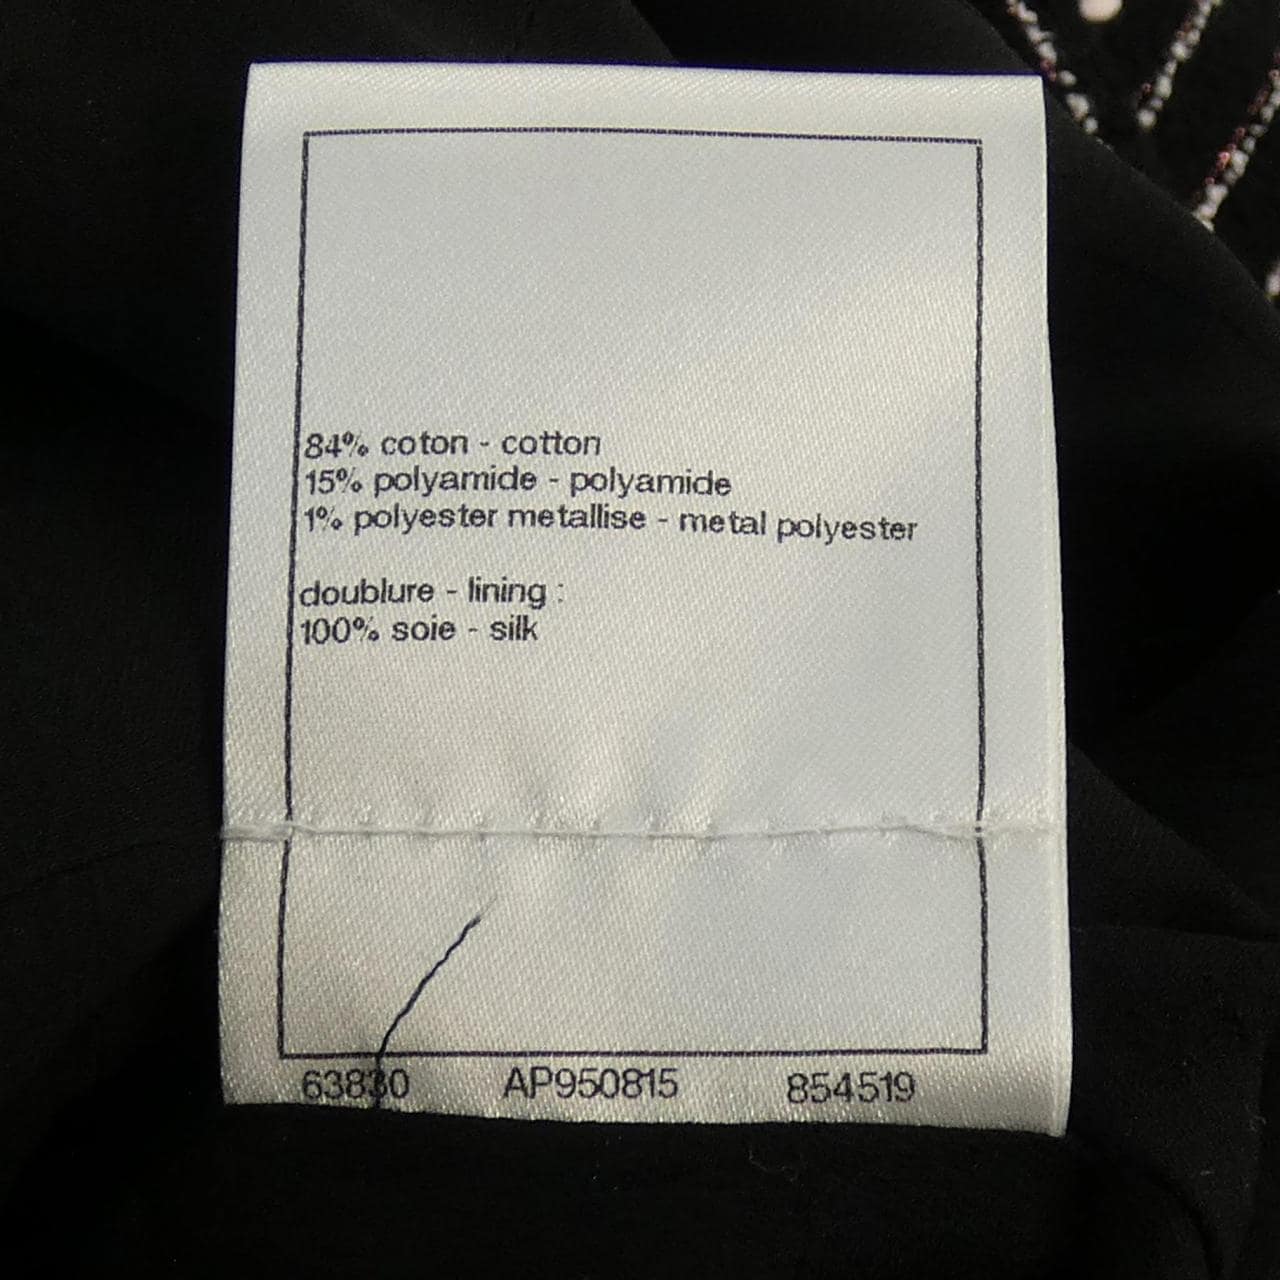 84% coton - cotton
15% polyamide - polyamide
1% polyester metallise - metal polyester
doublure - lining :
100% soie - silk
63830 AP950815 854519